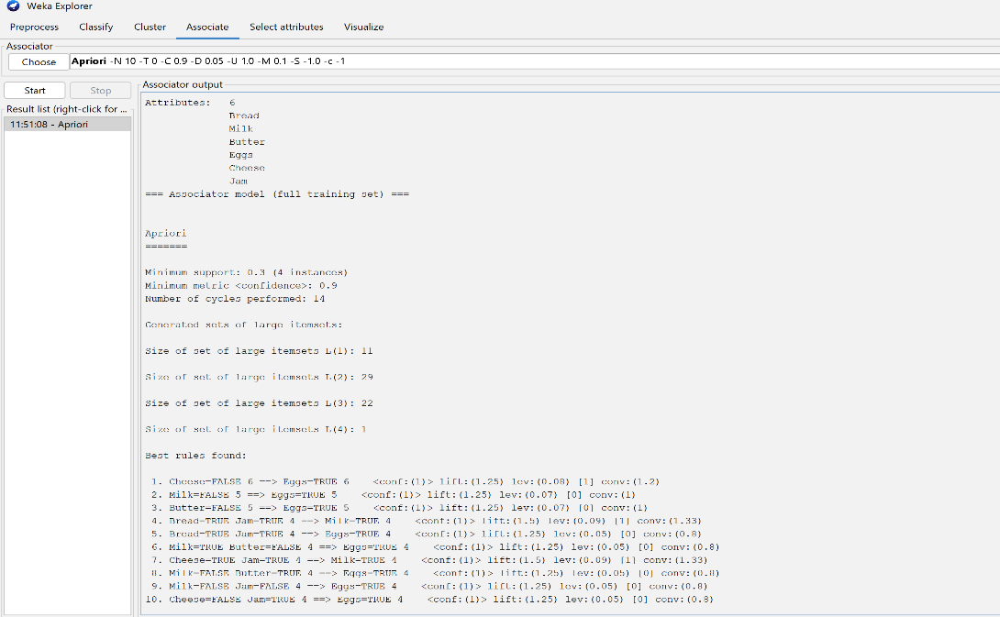 Weka Explorer
Preprocess Classify Cluster Associate Select attributes Visualize
Associator
Choose Apriori -N 10 -T 0 -C 0.9 -D 0.05 -U 1.0 -M 0.1 -S -1.0 -c -1
Start Stop
Result list (right-click for ...
11:51:08 - Apriori
Associator output
Attributes: 6
Bread
Milk
Butter
Eggs
Cheese
Jam
=== Associator model (full training set) ===
Apriori
=======
Minimum support: 0.3 (4 instances)
Minimum metric <confidence>: 0.9
Number of cycles performed: 14
Generated sets of large itemsets:
Size of set of large itemsets L(1): 11
Size of set of large itemsets L(2): 29
Size of set of large itemsets L(3): 22
Size of set of large itemsets L(4): 1
Best rules found:
1. Cheese=FALSE 6 ==> Eggs=TRUE 6 <conf:(1)> lift:(1.25) lev:(0.08) [1] conv:(1.2)
2. Milk=FALSE 5 ==> Eggs=TRUE 5 <conf:(1)> lift:(1.25) lev:(0.07) [0] conv:(1)
3. Butter=FALSE 5 ==> Eggs=TRUE 5 <conf:(1)> lift:(1.25) lev:(0.07) [0] conv:(1)
4. Bread=TRUE Jam=TRUE 4 ==> Milk=TRUE 4 <conf:(1)> lift:(1.5) lev:(0.09) [1] conv:(1.33)
5. Bread=TRUE Jam=TRUE 4 ==> Eggs=TRUE 4 <conf:(1)> lift:(1.25) lev:(0.05) [0] conv:(0.8)
6. Milk=TRUE Butter=FALSE 4 ==> Eggs=TRUE 4 <conf:(1)> lift:(1.25) lev:(0.05) [0] conv:(0.8)
7. Cheese=TRUE Jam=TRUE 4 ==> Milk=TRUE 4 <conf:(1)> lift:(1.5) lev:(0.09) [1] conv:(1.33)
8. Milk=FALSE Butter=TRUE 4 ==> Eggs=TRUE 4 <conf:(1)> lift:(1.25) lev:(0.05) [0] conv:(0.8)
9. Milk=FALSE Jam=FALSE 4 ==> Eggs=TRUE 4 <conf:(1)> lift:(1.25) lev:(0.05) [0] conv:(0.8)
10. Cheese=FALSE Jam=TRUE 4 ==> Eggs=TRUE 4 <conf:(1)> lift:(1.25) lev:(0.05) [0] conv:(0.8)